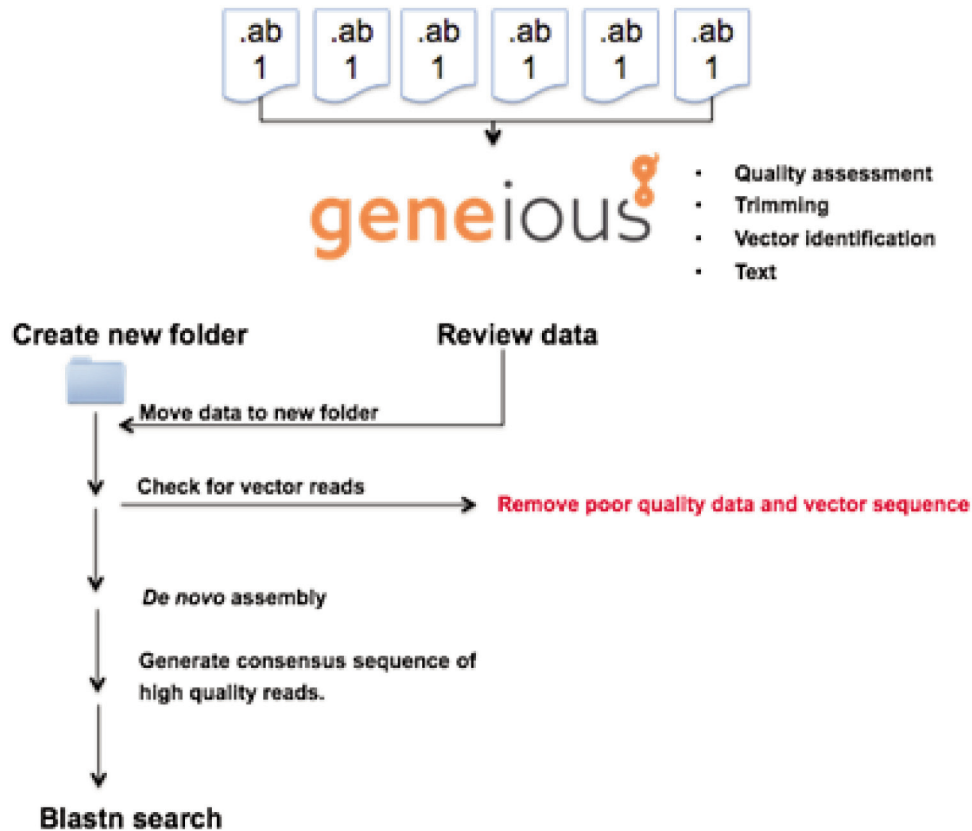 .ab .ab .ab .ab .ab .ab
1 1 1 1 1 1
geneious
• Quality assessment
• Trimming
• Vector identification
• Text
Create new folder
Review data
Move data to new folder
Check for vector reads
Remove poor quality data and vector sequence
De novo assembly
Generate consensus sequence of
high quality reads.
Blastn search